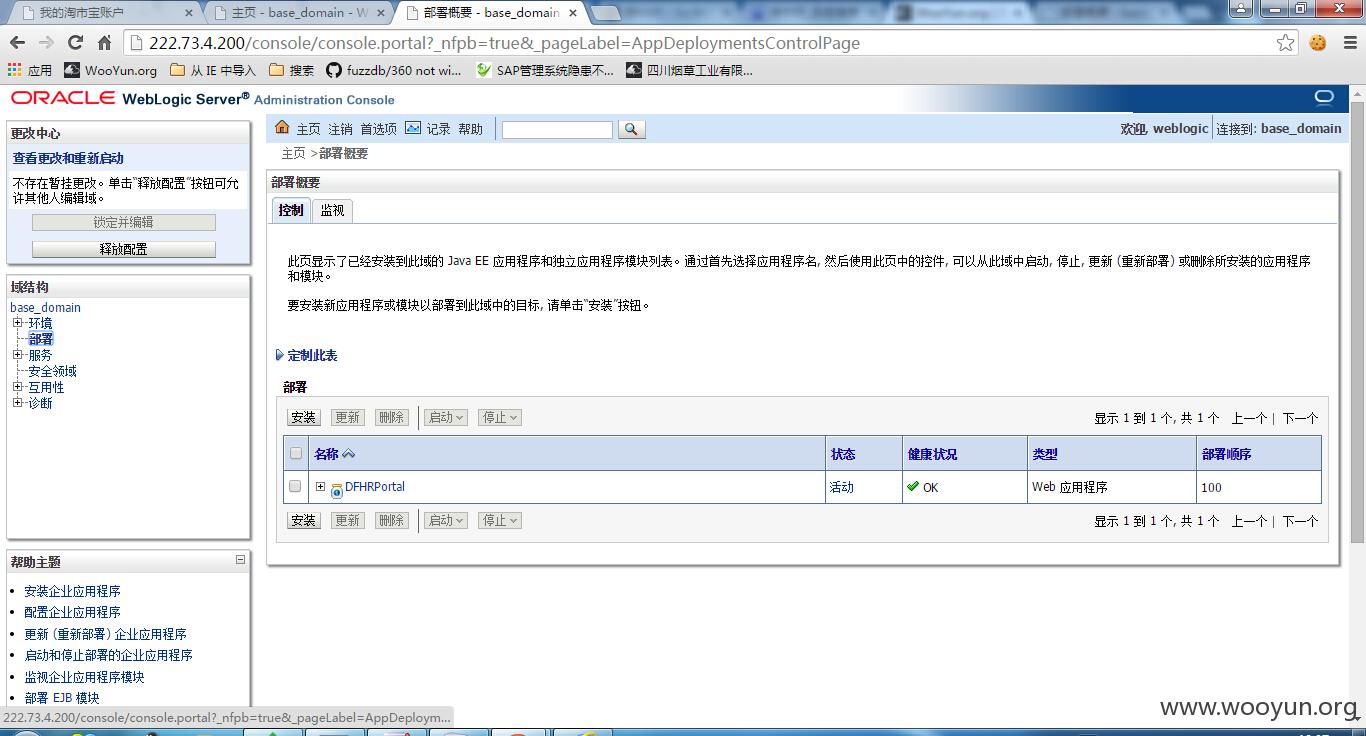 我的淘宝账户
主页 - base_domain - W
部署概要 - base_domain
222.73.4.200/console/console.portal?_nfpb=true&_pageLabel=AppDeploymentsControlPage
应用
WooYun.org
从 IE 中导入
搜索
fuzzdb/360 not wi...
SAP管理系统隐患不...
四川烟草工业有限...
ORACLE WebLogic Server® Administration Console
更改中心
查看更改和重新启动
不存在暂挂更改。单击“释放配置”按钮可允
许其他人编辑域。
锁定并编辑
释放配置
域结构
base_domain
环境
部署
服务
安全领域
互用性
诊断
帮助主题
安装企业应用程序
配置企业应用程序
更新 (重新部署) 企业应用程序
启动和停止部署的企业应用程序
监视企业应用程序模块
部署 EJB 模块
主页 注销 首选项 记录 帮助
欢迎, weblogic 连接到: base_domain
主页 >部署概要
部署概要
控制 监视
此页显示了已经安装到此域的 Java EE 应用程序和独立应用程序模块列表。通过首先选择应用程序名, 然后使用此页中的控件, 可以从此域中启动, 停止, 更新 (重新部署) 或删除所安装的应用程序
和模块。
要安装新应用程序或模块以部署到此域中的目标, 请单击“安装”按钮。
定制此表
部署
安装 更新 删除 启动 停止 显示 1 到 1 个, 共 1 个 上一个 | 下一个
名称 状态 健康状况 类型 部署顺序
DFHRPortal 活动 OK Web 应用程序 100
安装 更新 删除 启动 停止 显示 1 到 1 个, 共 1 个 上一个 | 下一个
222.73.4.200/console/console.portal?_nfpb=true&_pageLabel=AppDeploym...
www.wooyun.org